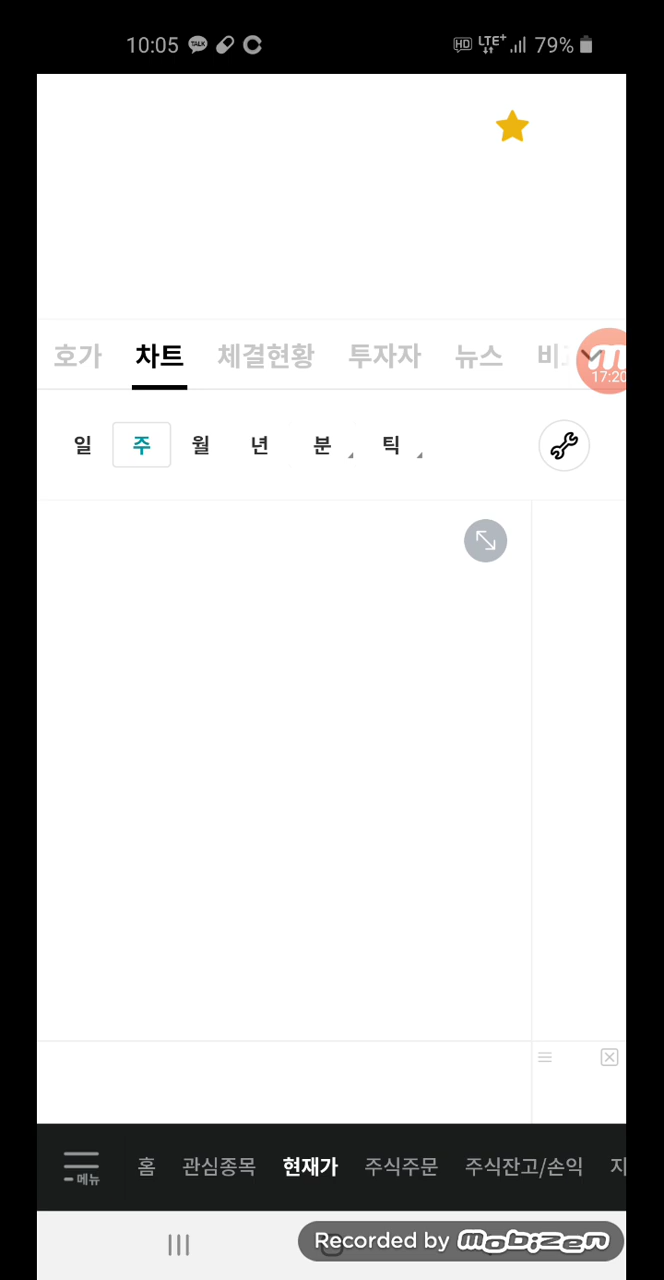 10:05 TALK HD LTE+ 79%
호가 차트 체결현황 투자자 뉴스
17:20
일 주 월 년 분 틱
메뉴 홈 관심종목 현재가 주식주문 주식잔고/손익
Recorded by mobizen